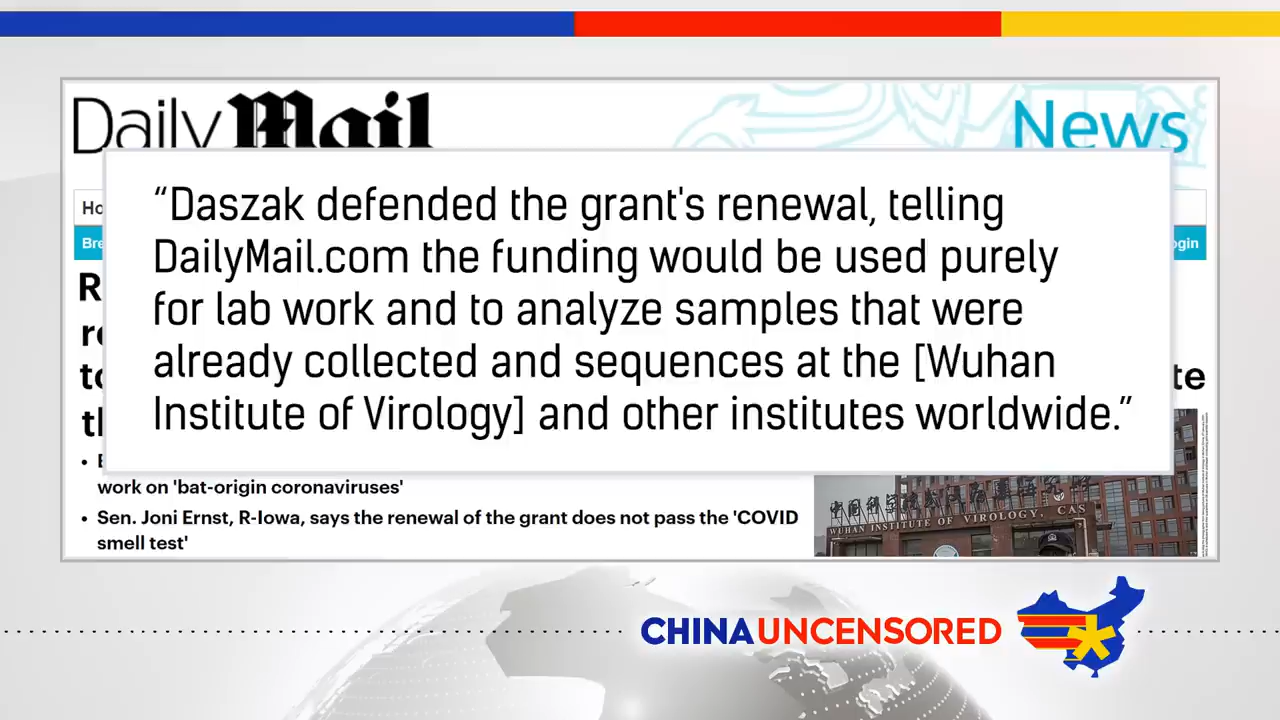 Daily Mail
News
“Daszak defended the grant's renewal, telling
DailyMail.com the funding would be used purely
for lab work and to analyze samples that were
already collected and sequences at the [Wuhan
Institute of Virology] and other institutes worldwide.”
work on 'bat-origin coronaviruses'
• Sen. Joni Ernst, R-Iowa, says the renewal of the grant does not pass the 'COVID
smell test'
WUHAN INSTITUTE OF VIROLOGY, CAS
CHINA UNCENSORED